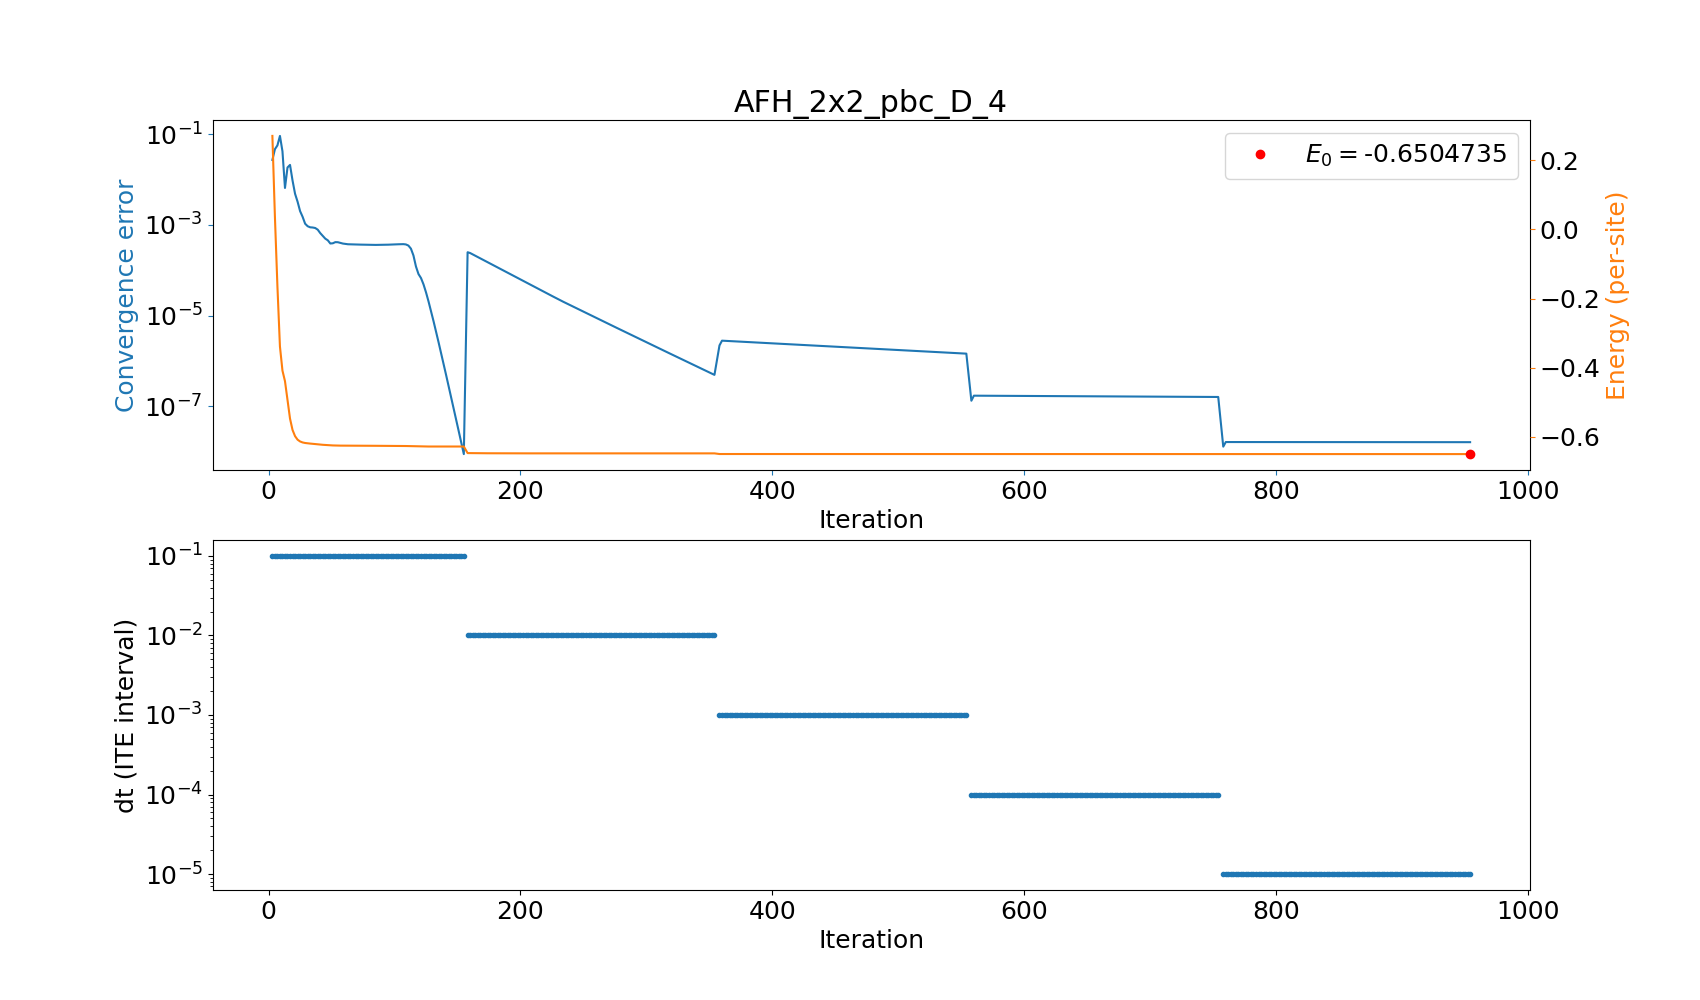 AFH_2x2_pbc_D_4
10⁻¹
10⁻³
10⁻⁵
10⁻⁷
Convergence error
E₀ = -0.6504735
0.2
0.0
−0.2
−0.4
−0.6
Energy (per-site)
0 200 400 600 800 1000
Iteration
10⁻¹
10⁻²
10⁻³
10⁻⁴
10⁻⁵
dt (ITE interval)
0 200 400 600 800 1000
Iteration